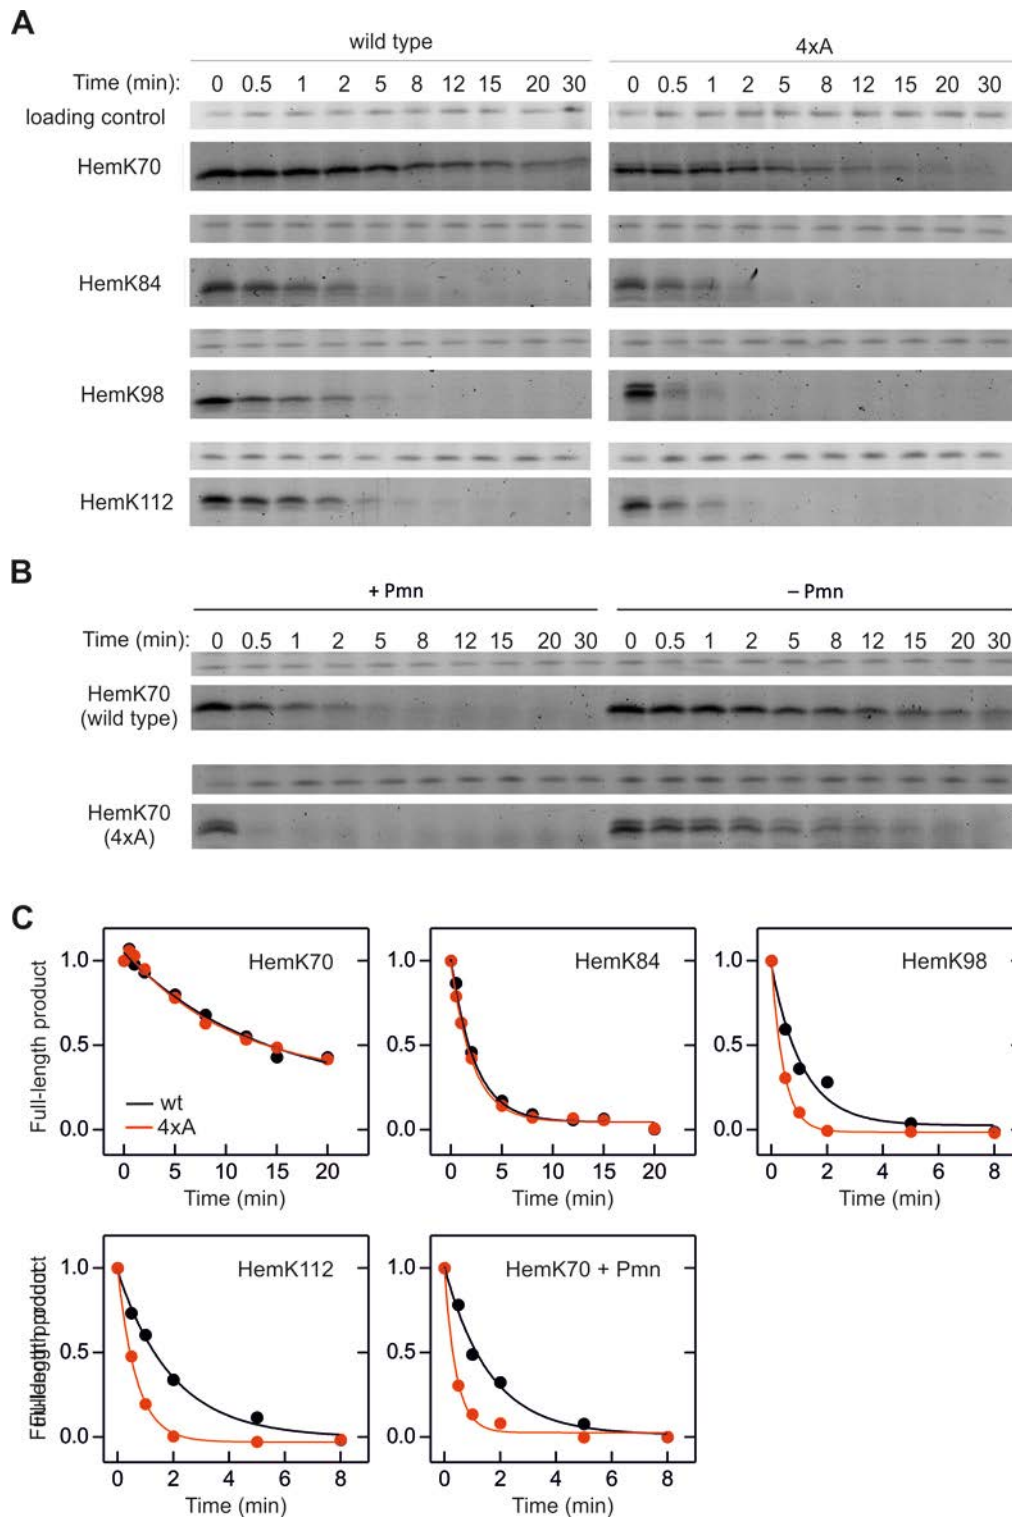 A
wild type
4xA
Time (min): 0 0.5 1 2 5 8 12 15 20 30 0 0.5 1 2 5 8 12 15 20 30
loading control
HemK70
HemK84
HemK98
HemK112
B
+ Pmn
– Pmn
Time (min): 0 0.5 1 2 5 8 12 15 20 30 0 0.5 1 2 5 8 12 15 20 30
HemK70
(wild type)
HemK70
(4xA)
C
Full-length product
1.0
0.5
0.0
HemK70
wt
4xA
0 5 10 15 20
Time (min)
1.0
0.5
0.0
HemK84
0 5 10 15 20
Time (min)
1.0
0.5
0.0
HemK98
0 2 4 6 8
Time (min)
Full-length product
1.0
0.5
0.0
HemK112
0 2 4 6 8
Time (min)
1.0
0.5
0.0
HemK70 + Pmn
0 2 4 6 8
Time (min)